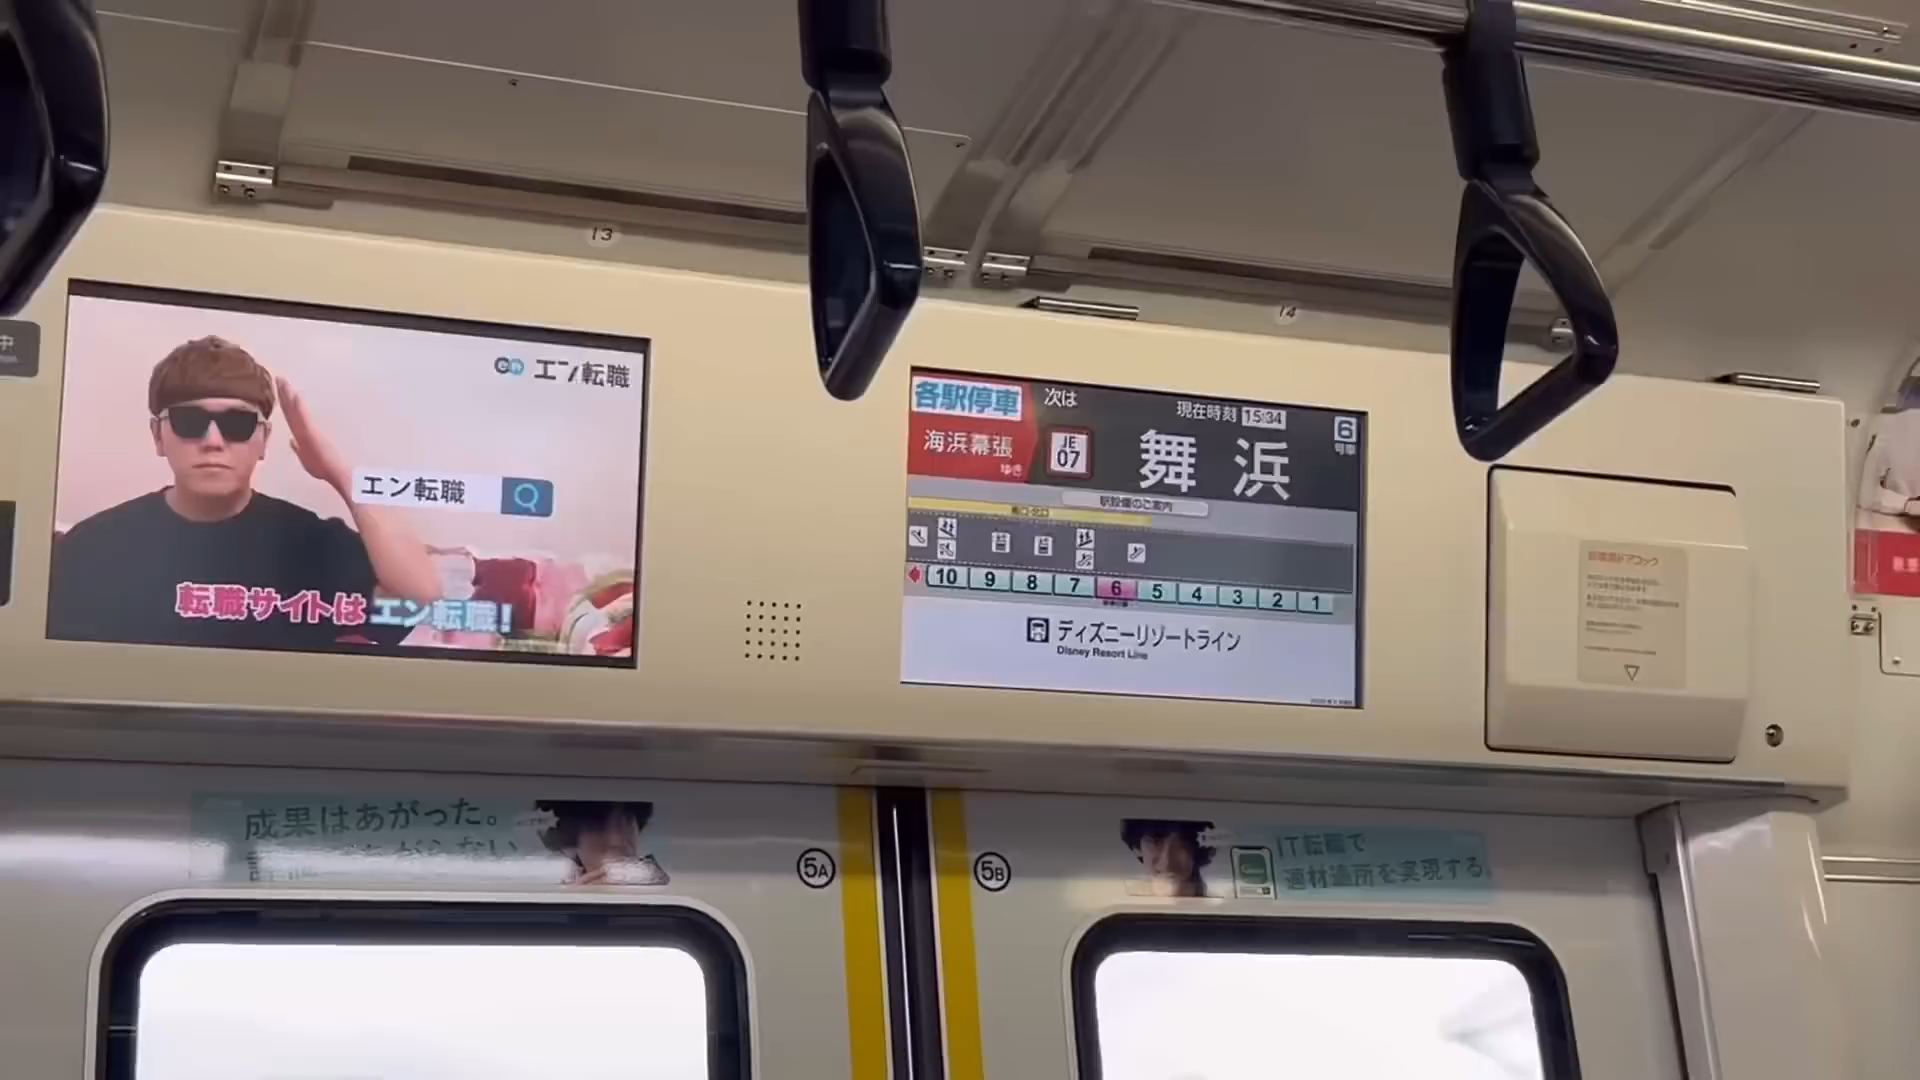 13
14
中
en エン転職
エン転職
転職サイトは エン転職!
各駅停車
次は
現在時刻 15:34
6
号車
海浜幕張
ゆき
JE
07
舞浜
駅設備のご案内
10 9 8 7 6 5 4 3 2 1
ディズニーリゾートライン
Disney Resort Line
成果はあがった。
5A
5B
IT転職で
適材適所を実現する。